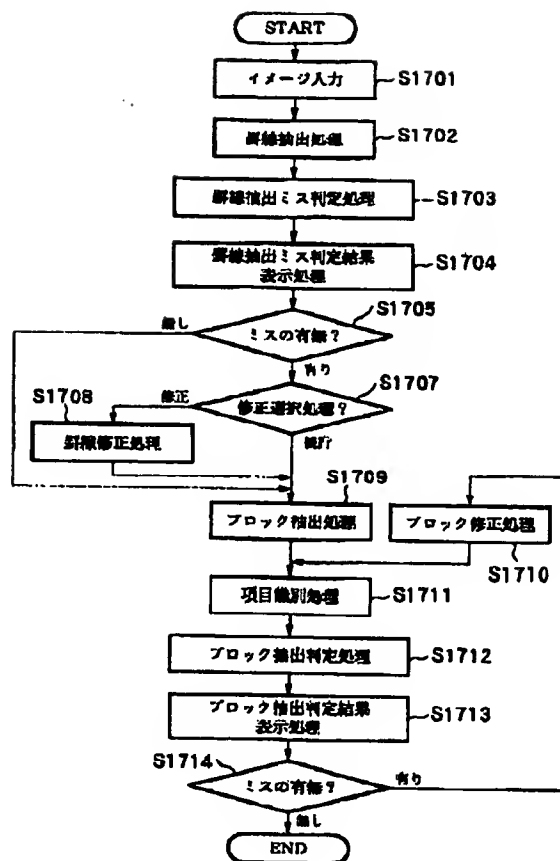 START
イメージ入力
S1701
罫線抽出処理
S1702
罫線抽出ミス判定処理
S1703
罫線抽出ミス判定結果
表示処理
S1704
S1705
無し
ミスの有無?
有り
S1708
S1707
修正
修正選択処理?
罫線修正処理
続行
S1709
ブロック抽出処理
ブロック修正処理
S1710
項目識別処理
S1711
ブロック抽出判定処理
S1712
ブロック抽出判定結果
表示処理
S1713
S1714
ミスの有無?
有り
無し
END